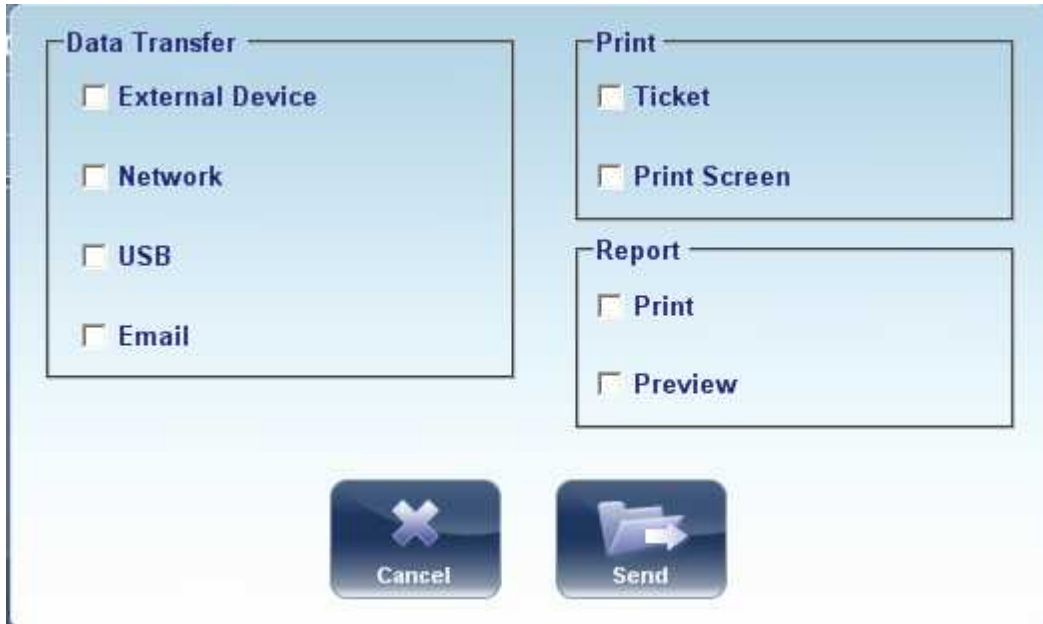 Data Transfer
External Device
Network
USB
Email
Print
Ticket
Print Screen
Report
Print
Preview
Cancel
Send